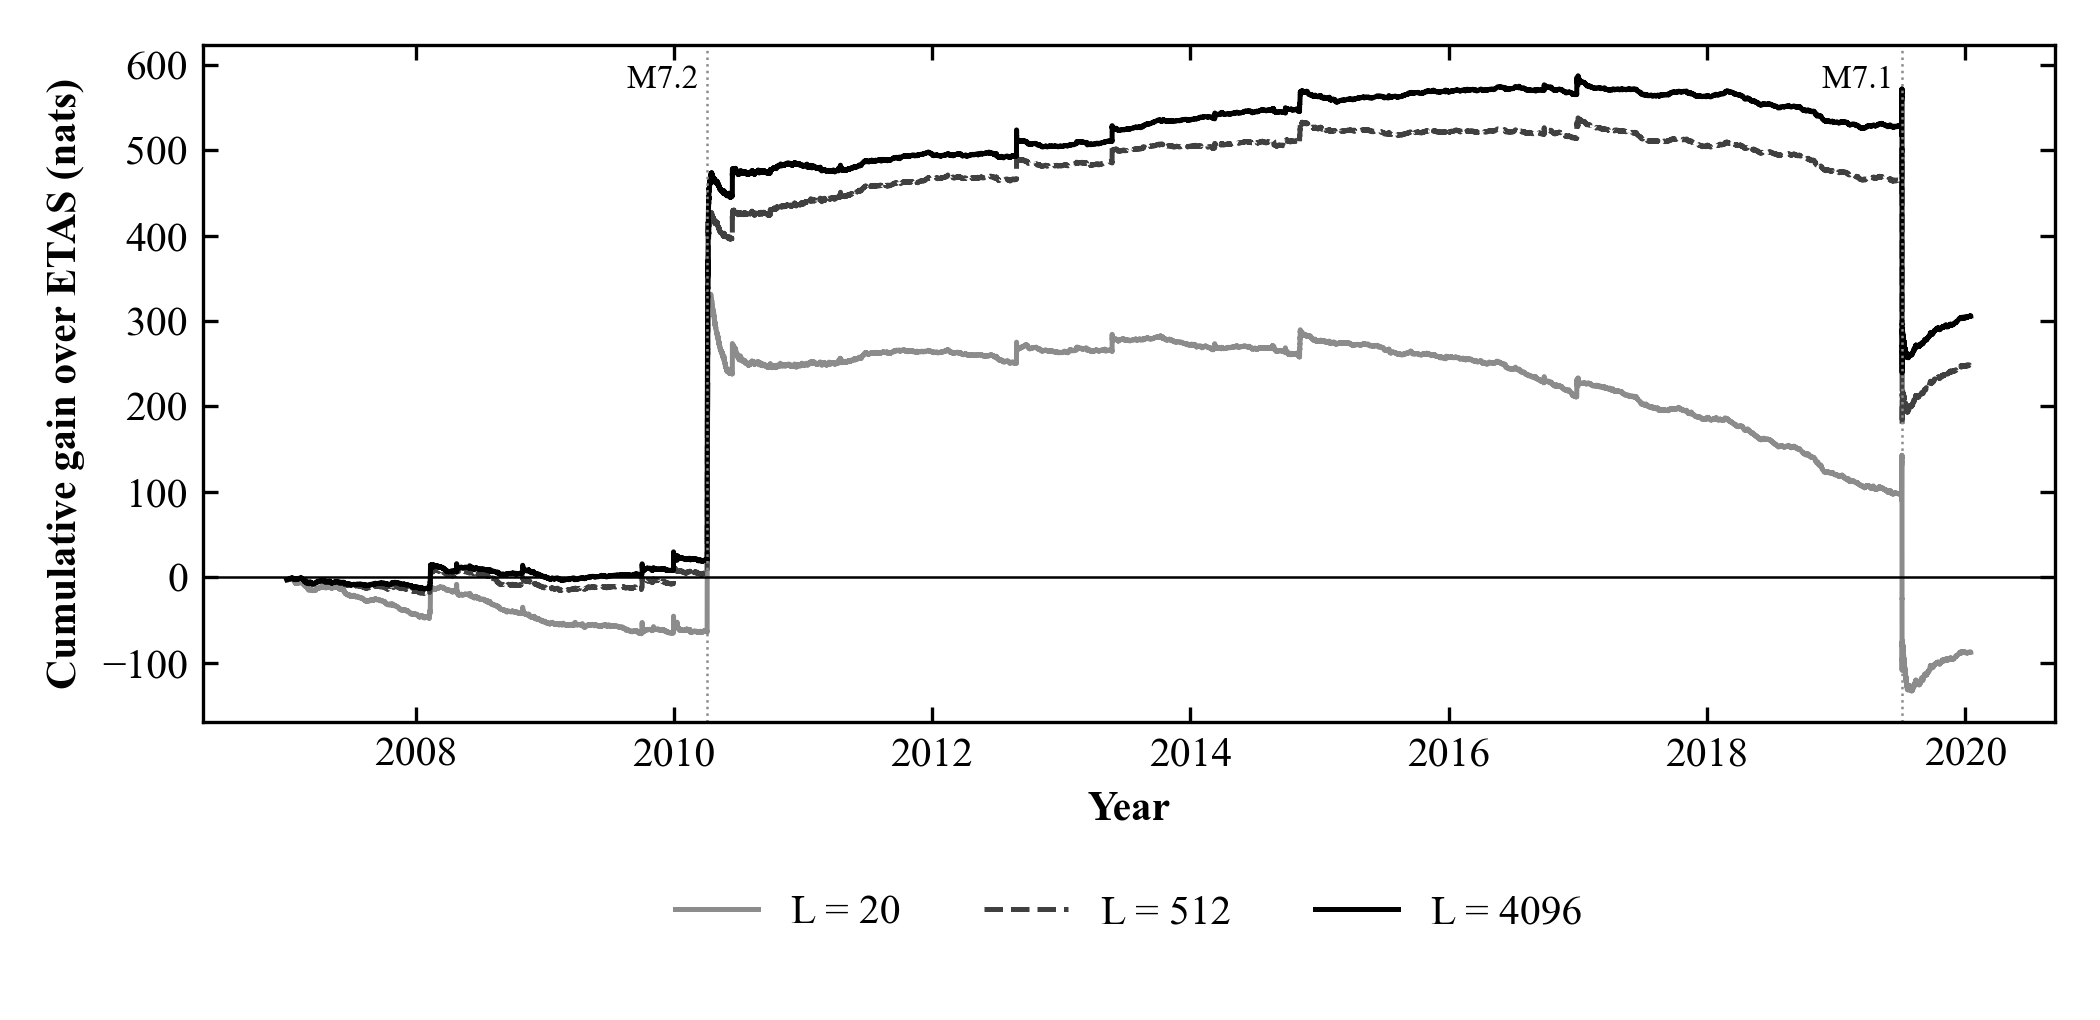 Cumulative gain over ETAS (nats)
600
500
400
300
200
100
0
−100
M7.2
M7.1
2008
2010
2012
2014
2016
2018
2020
Year
L = 20
L = 512
L = 4096